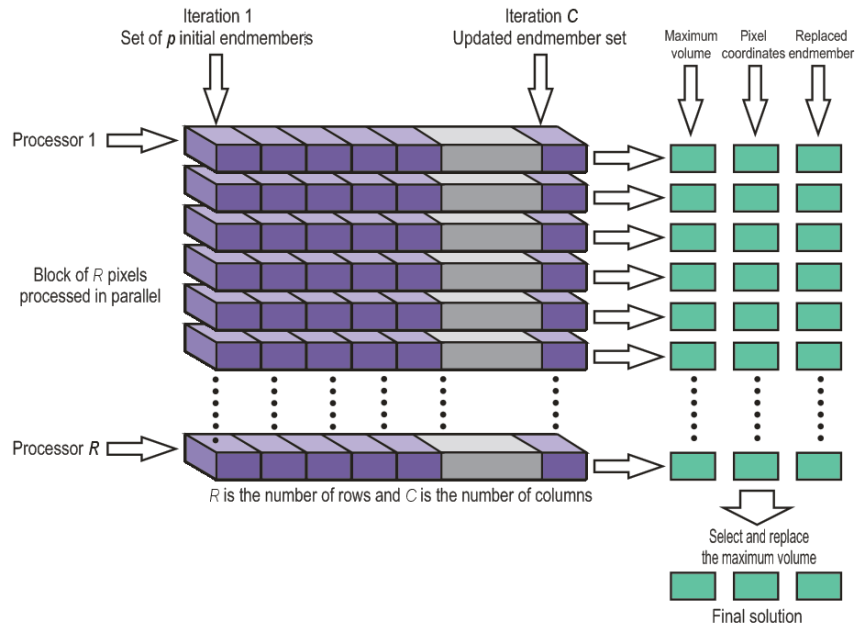 Iteration 1
Set of p initial endmembers
Iteration C
Updated endmember set
Maximum
volume
Pixel
coordinates
Replaced
endmember
Processor 1
Block of R pixels
processed in parallel
Processor R
R is the number of rows and C is the number of columns
Select and replace
the maximum volume
Final solution